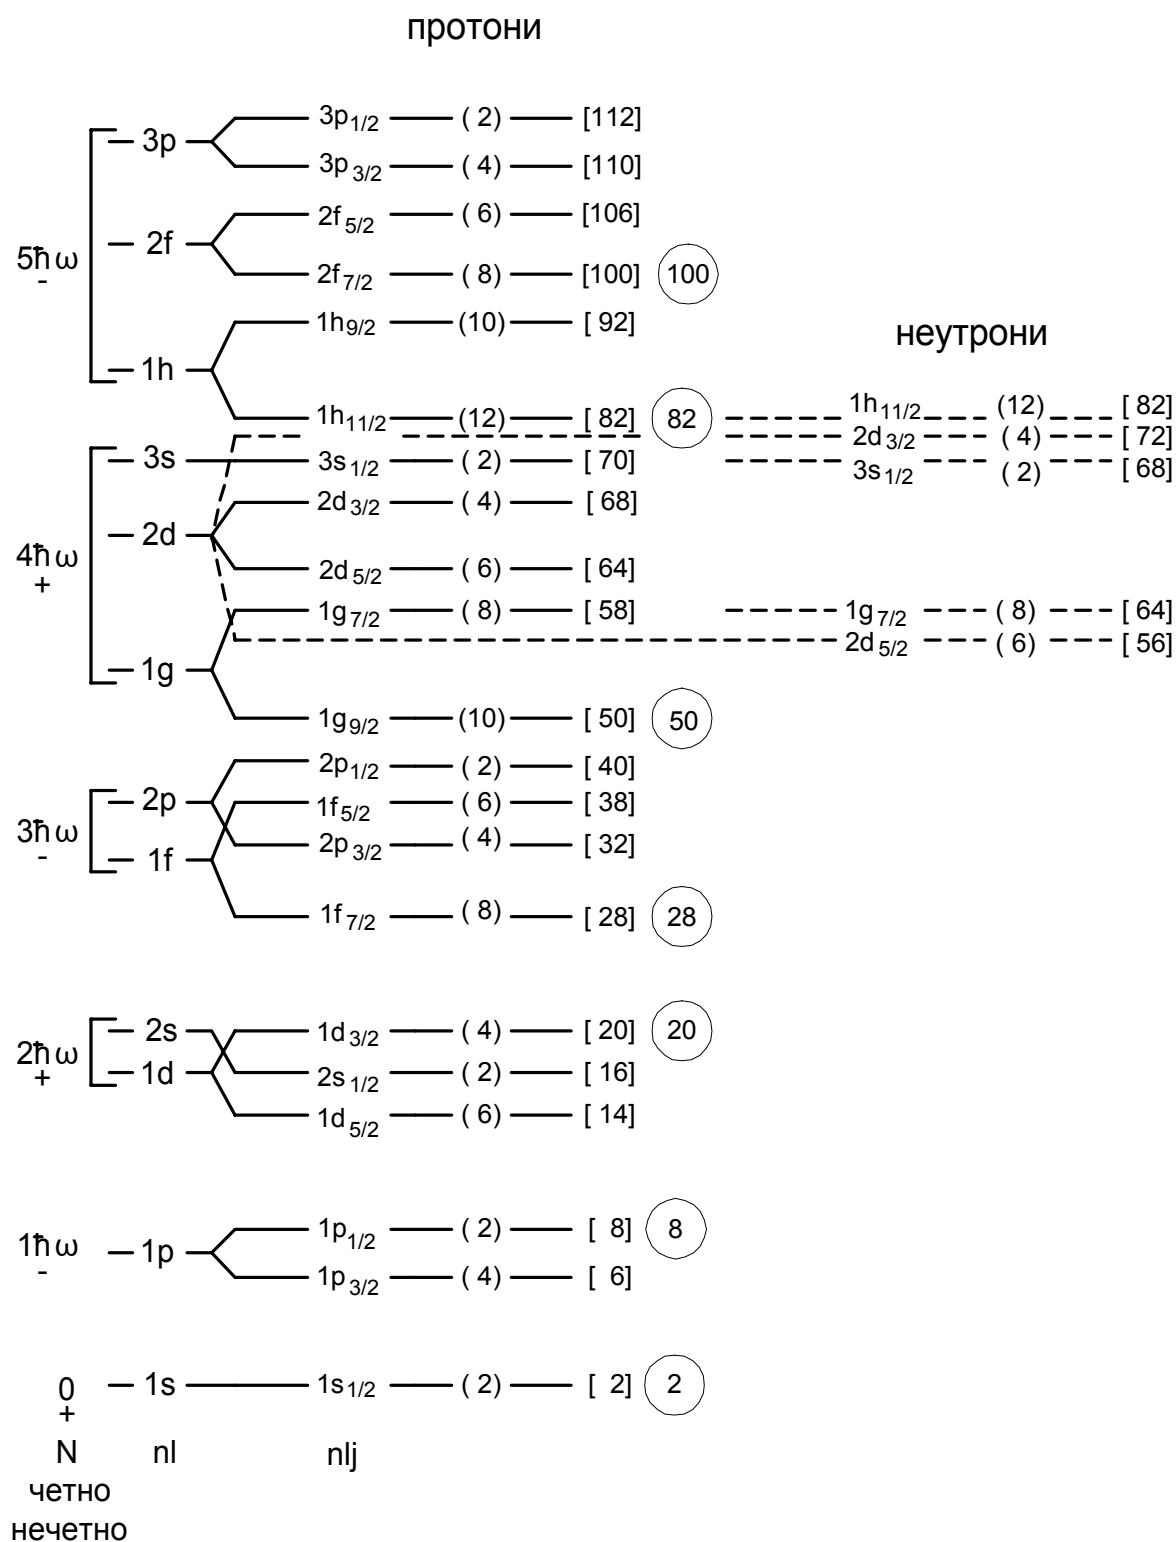 протони
3p 3p1/2 ( 2) [112]
3p3/2 ( 4) [110]
2f5/2 ( 6) [106]
5ħω - 2f 2f7/2 ( 8) [100] 100
1h9/2 (10) [ 92]
неутрони
1h 1h11/2 (12) [ 82] 82 1h11/2 (12) [ 82]
2d3/2 ( 4) [72]
3s 3s1/2 ( 2) [ 70] 3s1/2 ( 2) [68]
2d3/2 ( 4) [ 68]
4ħω + 2d 2d5/2 ( 6) [ 64]
1g7/2 ( 8) [ 58] 1g7/2 ( 8) [ 64]
2d5/2 ( 6) [ 56]
1g 1g9/2 (10) [ 50] 50
2p1/2 ( 2) [ 40]
2p 1f5/2 ( 6) [ 38]
3ħω - 2p3/2 ( 4) [ 32]
1f 1f7/2 ( 8) [ 28] 28
2s 1d3/2 ( 4) [ 20] 20
2ħω + 1d 2s1/2 ( 2) [ 16]
1d5/2 ( 6) [ 14]
1p1/2 ( 2) [ 8] 8
1ħω - 1p 1p3/2 ( 4) [ 6]
0 + 1s 1s1/2 ( 2) [ 2] 2
N nl nlj
четно
нечетно